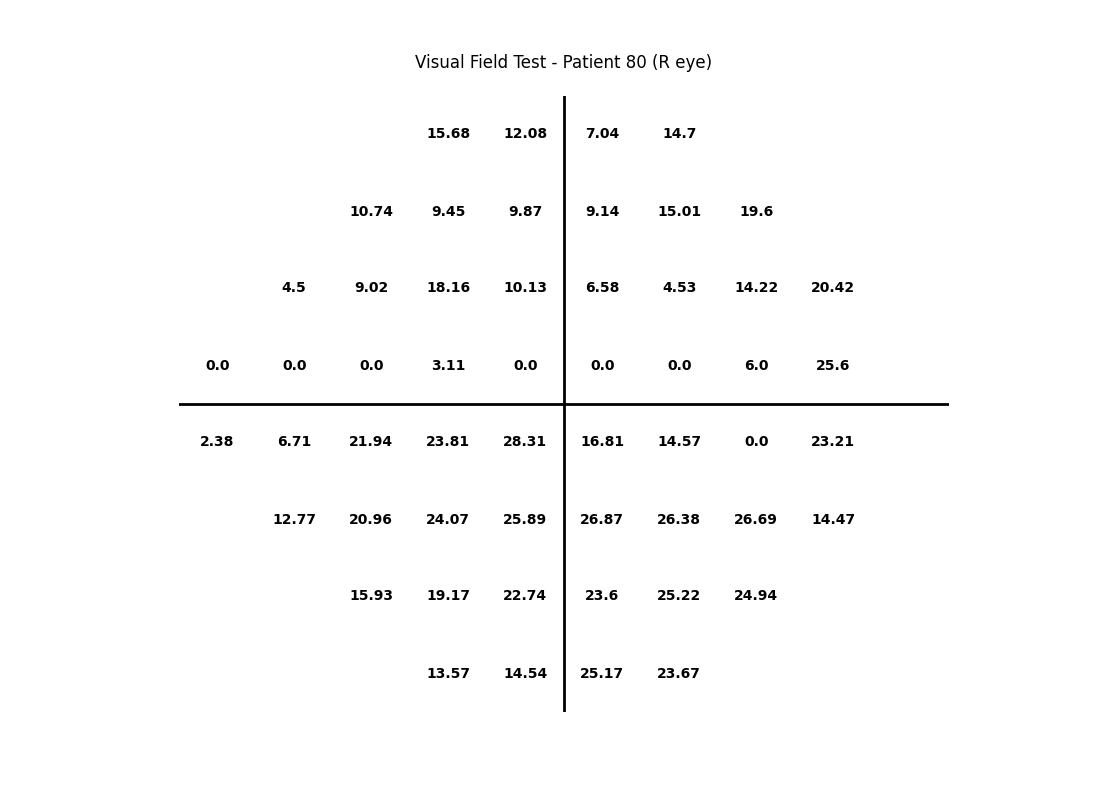 Visual Field Test - Patient 80 (R eye)
15.68 12.08 7.04 14.7
10.74 9.45 9.87 9.14 15.01 19.6
4.5 9.02 18.16 10.13 6.58 4.53 14.22 20.42
0.0 0.0 0.0 3.11 0.0 0.0 0.0 6.0 25.6
2.38 6.71 21.94 23.81 28.31 16.81 14.57 0.0 23.21
12.77 20.96 24.07 25.89 26.87 26.38 26.69 14.47
15.93 19.17 22.74 23.6 25.22 24.94
13.57 14.54 25.17 23.67